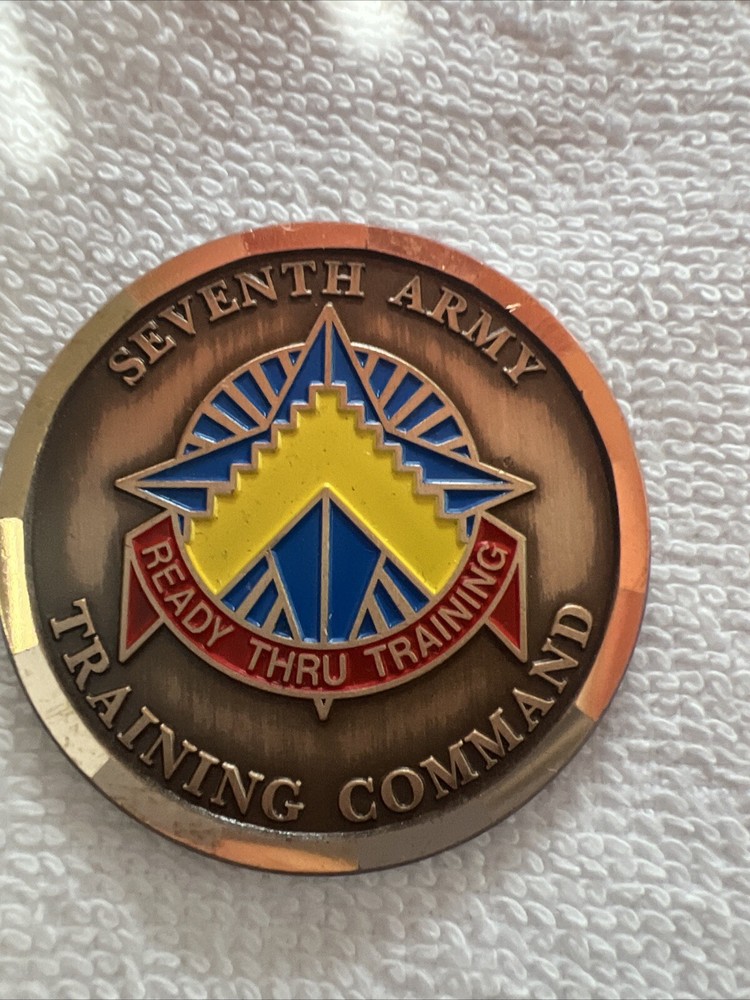 SEVENTH ARMY
READY THRU TRAINING
TRAINING COMMAND